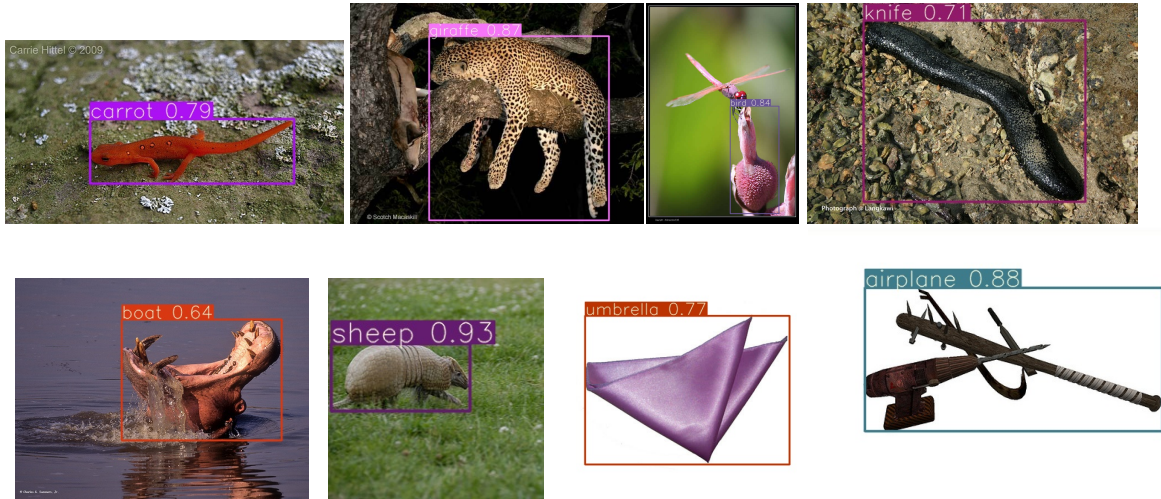 Carrie Hittel © 2009
carrot 0.79
giraffe 0.87
© Scotch Macaskill
bird 0.84
knife 0.71
Photograph © Langkawi
boat 0.64
sheep 0.93
umbrella 0.77
airplane 0.88